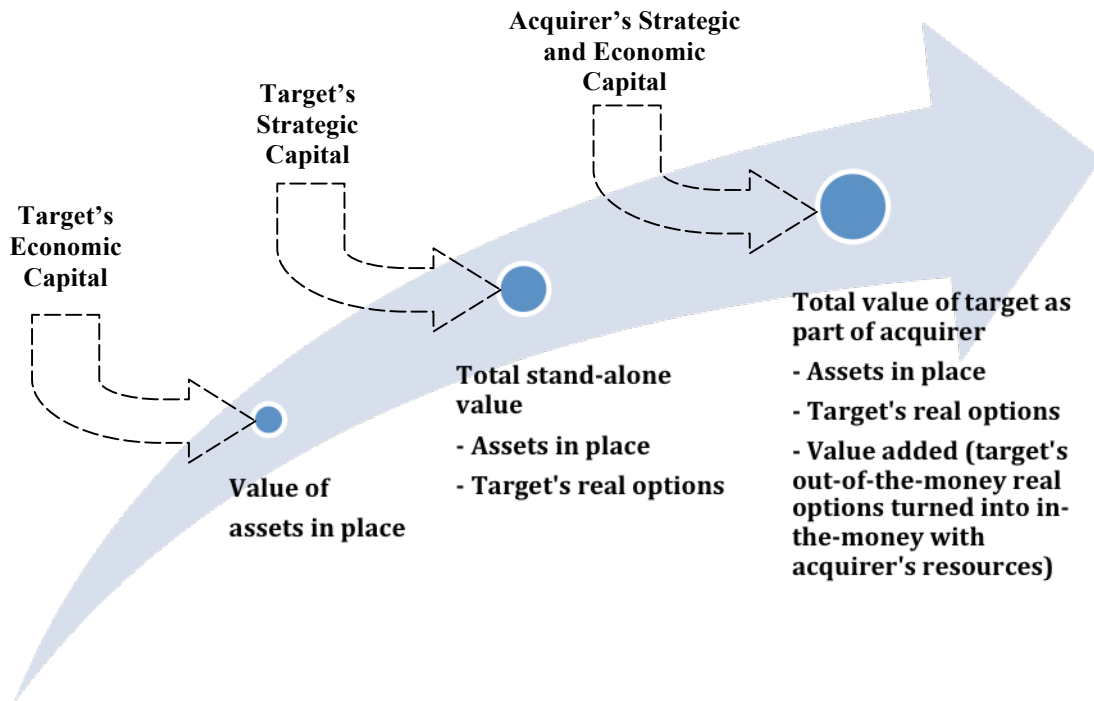 Acquirer’s Strategic
and Economic
Capital
Target’s
Strategic
Capital
Target’s
Economic
Capital
Value of
assets in place
Total stand-alone
value
- Assets in place
- Target's real options
Total value of target as
part of acquirer
- Assets in place
- Target's real options
- Value added (target's
out-of-the-money real
options turned into in-
the-money with
acquirer's resources)